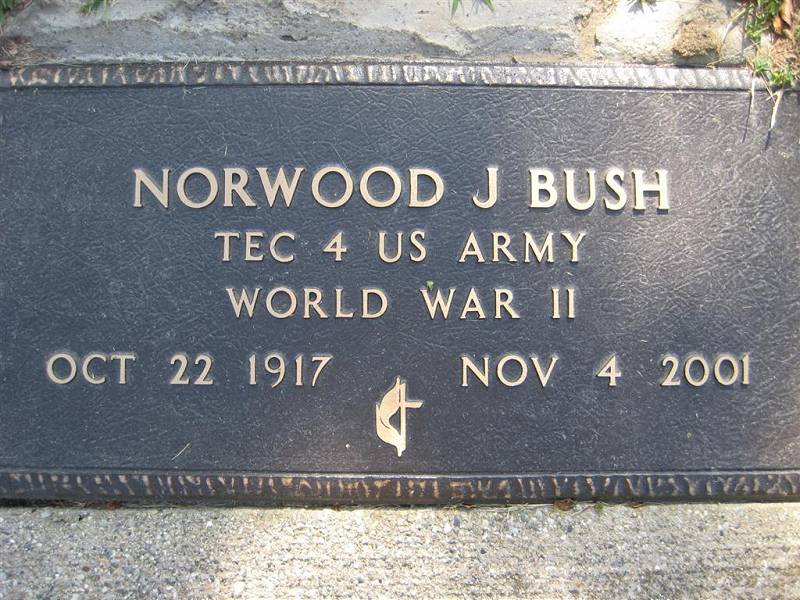 NORWOOD J BUSH
TEC 4 US ARMY
WORLD WAR II
OCT 22 1917 NOV 4 2001